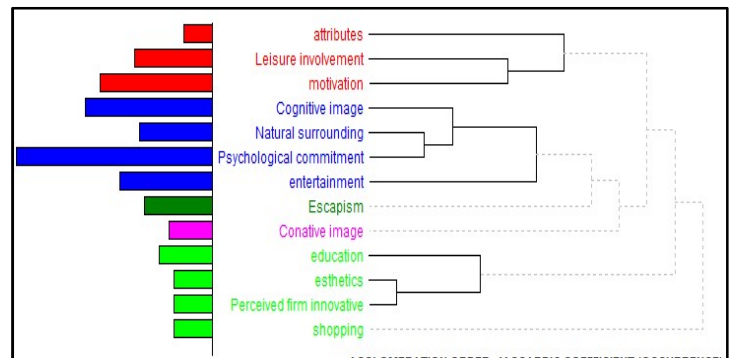 attributes
Leisure involvement
motivation
Cognitive image
Natural surrounding
Psychological commitment
entertainment
Escapism
Conative image
education
esthetics
Perceived firm innovative
shopping